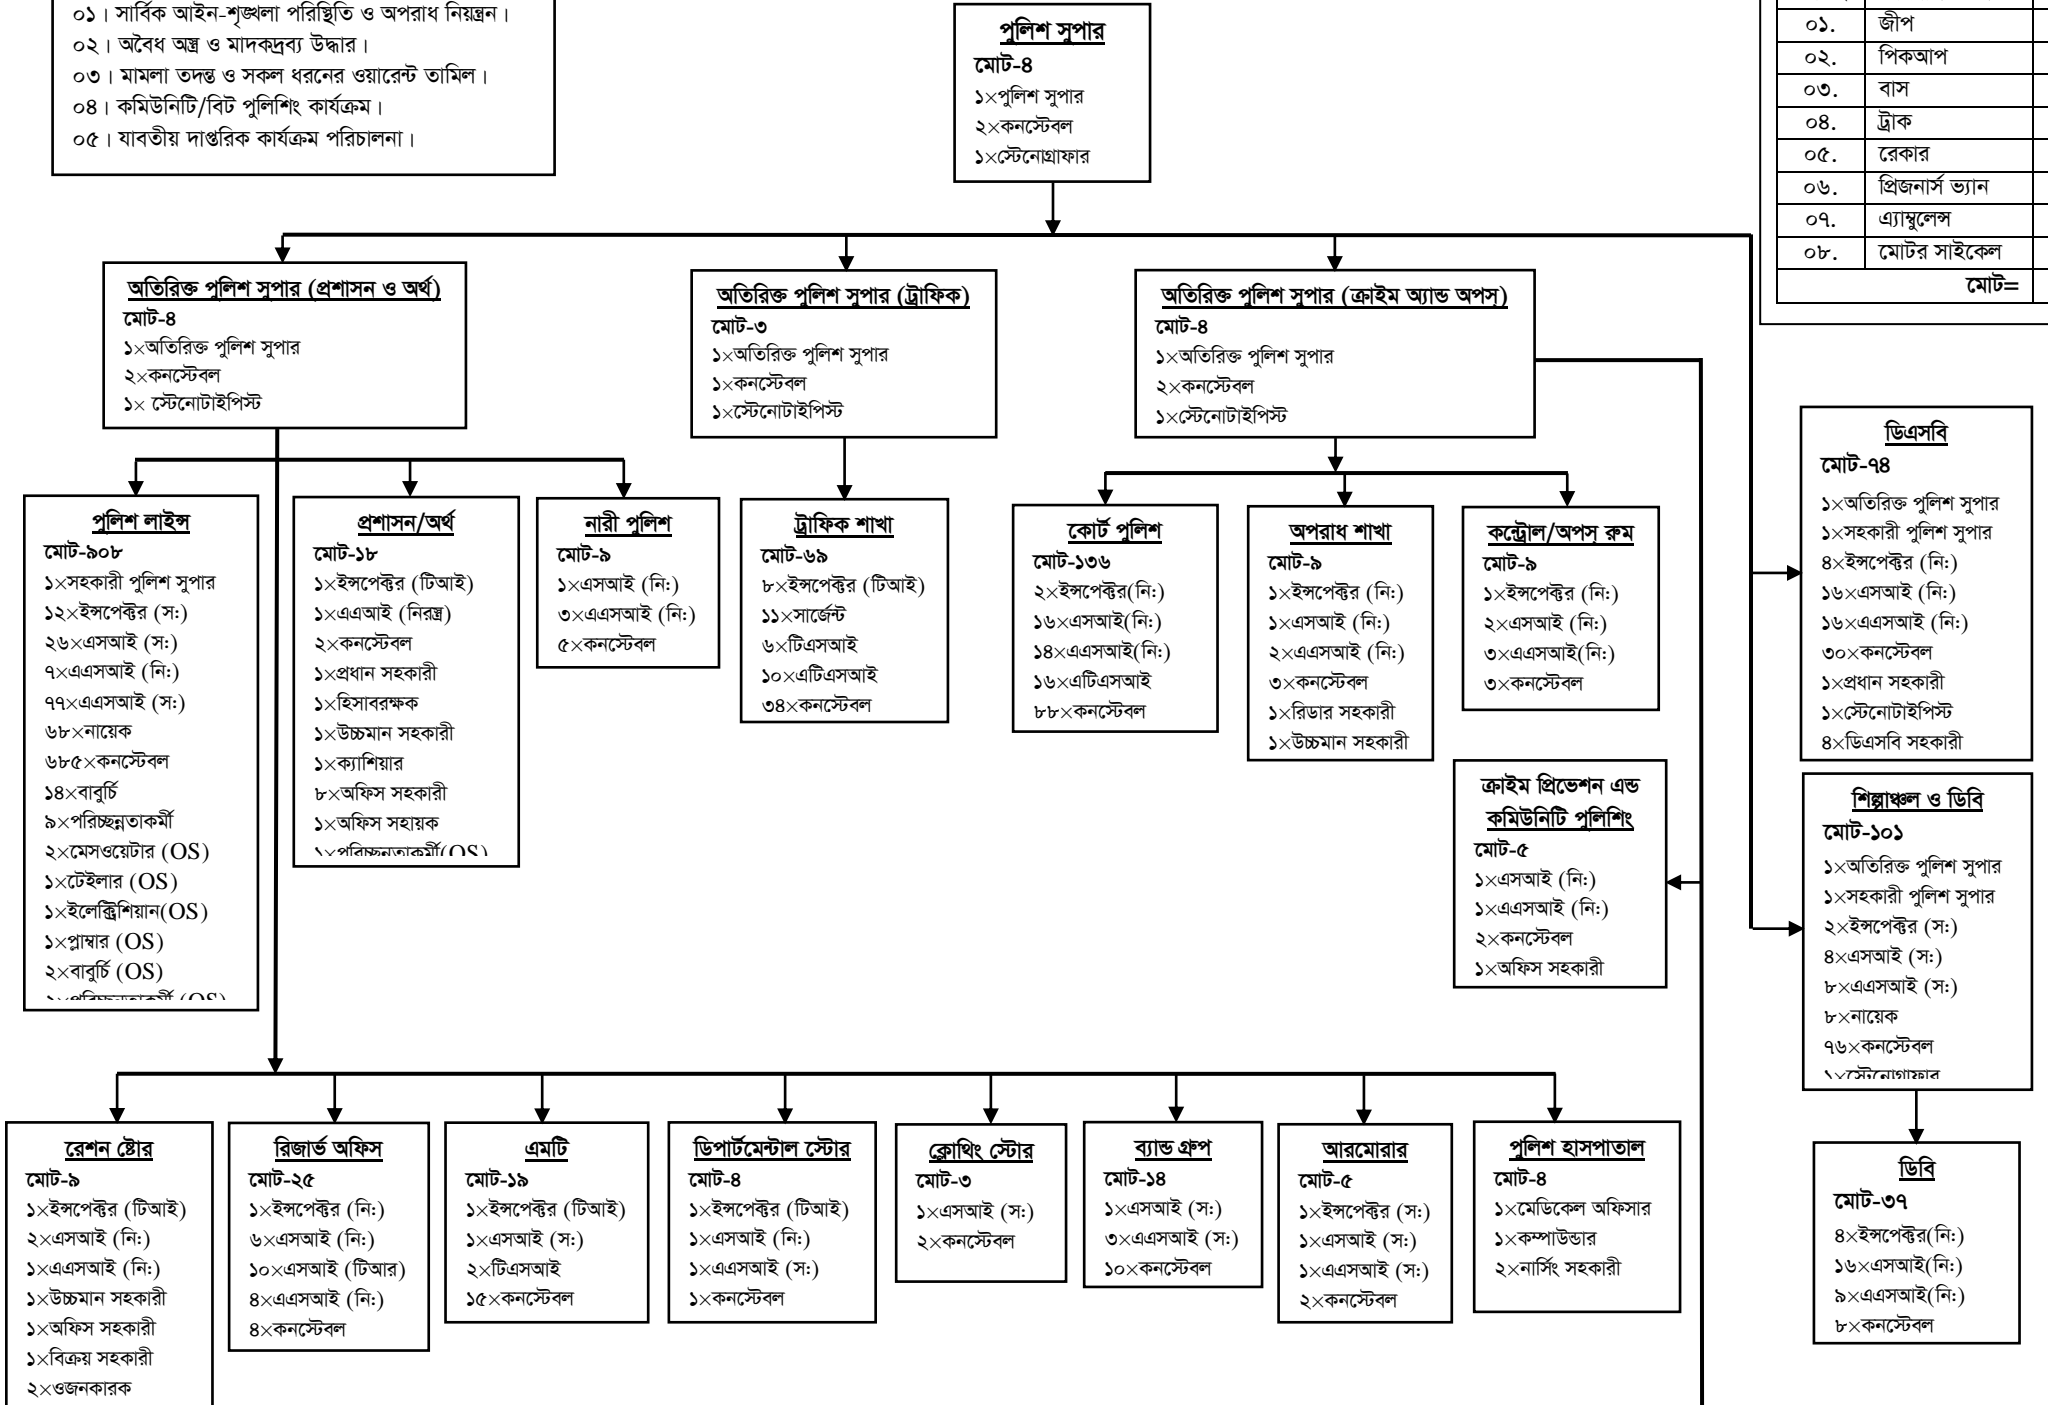 ০১। সার্বিক আইন-শৃঙ্খলা পরিস্থিতি ও অপরাধ নিয়ন্ত্রন।
০২। অবৈধ অস্ত্র ও মাদকদ্রব্য উদ্ধার।
০৩। মামলা তদন্ত ও সকল ধরনের ওয়ারেন্ট তামিল।
০৪। কমিউনিটি/বিট পুলিশিং কার্যক্রম।
০৫। যাবতীয় দাপ্তরিক কার্যক্রম পরিচালনা।
পুলিশ সুপার
মোট-৪
১×পুলিশ সুপার
২×কনস্টেবল
১×স্টেনোগ্রাফার
০১. জীপ
০২. পিকআপ
০৩. বাস
০৪. ট্রাক
০৫. রেকার
০৬. প্রিজনার্স ভ্যান
০৭. এ্যাম্বুলেন্স
০৮. মোটর সাইকেল
মোট=
অতিরিক্ত পুলিশ সুপার (প্রশাসন ও অর্থ)
মোট-৪
১×অতিরিক্ত পুলিশ সুপার
২×কনস্টেবল
১× স্টেনোটাইপিস্ট
অতিরিক্ত পুলিশ সুপার (ট্রাফিক)
মোট-৩
১×অতিরিক্ত পুলিশ সুপার
১×কনস্টেবল
১×স্টেনোটাইপিস্ট
অতিরিক্ত পুলিশ সুপার (ক্রাইম অ্যান্ড অপস্)
মোট-৪
১×অতিরিক্ত পুলিশ সুপার
২×কনস্টেবল
১×স্টেনোটাইপিস্ট
পুলিশ লাইন্স
মোট-৯০৮
১×সহকারী পুলিশ সুপার
১২×ইন্সপেক্টর (স:)
২৬×এসআই (স:)
৭×এএসআই (নি:)
৭৭×এএসআই (স:)
৬৮×নায়েক
৬৮৫×কনস্টেবল
১৪×বাবুর্চি
৯×পরিচ্ছন্নতাকর্মী
২×মেসওয়েটার (OS)
১×টেইলার (OS)
১×ইলেক্ট্রিশিয়ান(OS)
১×প্লাম্বার (OS)
২×বাবুর্চি (OS)
পরিচ্ছন্নতাকর্মী (OS)
প্রশাসন/অর্থ
মোট-১৮
১×ইন্সপেক্টর (টিআই)
১×এএআই (নিরস্ত্র)
২×কনস্টেবল
১×প্রধান সহকারী
১×হিসাবরক্ষক
১×উচ্চমান সহকারী
১×ক্যাশিয়ার
৮×অফিস সহকারী
১×অফিস সহায়ক
১×পরিচ্ছন্নতাকর্মী(OS)
নারী পুলিশ
মোট-৯
১×এসআই (নি:)
৩×এএসআই (নি:)
৫×কনস্টেবল
ট্রাফিক শাখা
মোট-৬৯
৮×ইন্সপেক্টর (টিআই)
১১×সার্জেন্ট
৬×টিএসআই
১০×এটিএসআই
৩৪×কনস্টেবল
কোর্ট পুলিশ
মোট-১৩৬
২×ইন্সপেক্টর(নি:)
১৬×এসআই(নি:)
১৪×এএসআই(নি:)
১৬×এটিএসআই
৮৮×কনস্টেবল
অপরাধ শাখা
মোট-৯
১×ইন্সপেক্টর (নি:)
১×এসআই (নি:)
২×এএসআই (নি:)
৩×কনস্টেবল
১×রিডার সহকারী
১×উচ্চমান সহকারী
কন্ট্রোল/অপস্ রুম
মোট-৯
১×ইন্সপেক্টর (নি:)
২×এসআই (নি:)
৩×এএসআই(নি:)
৩×কনস্টেবল
ডিএসবি
মোট-৭৪
১×অতিরিক্ত পুলিশ সুপার
১×সহকারী পুলিশ সুপার
৪×ইন্সপেক্টর (নি:)
১৬×এসআই (নি:)
১৬×এএসআই (নি:)
৩০×কনস্টেবল
১×প্রধান সহকারী
১×স্টেনোটাইপিস্ট
৪×ডিএসবি সহকারী
ক্রাইম প্রিভেশন এন্ড
কমিউনিটি পুলিশিং
মোট-৫
১×এসআই (নি:)
১×এএসআই (নি:)
২×কনস্টেবল
১×অফিস সহকারী
শিল্পাঞ্চল ও ডিবি
মোট-১০১
১×অতিরিক্ত পুলিশ সুপার
১×সহকারী পুলিশ সুপার
২×ইন্সপেক্টর (স:)
৪×এসআই (স:)
৮×এএসআই (স:)
৮×নায়েক
৭৬×কনস্টেবল
১×স্টেনোগ্রাফার
রেশন ষ্টোর
মোট-৯
১×ইন্সপেক্টর (টিআই)
২×এসআই (নি:)
১×এএসআই (নি:)
১×উচ্চমান সহকারী
১×অফিস সহকারী
১×বিক্রয় সহকারী
২×ওজনকারক
রিজার্ভ অফিস
মোট-২৫
১×ইন্সপেক্টর (নি:)
৬×এসআই (নি:)
১০×এসআই (টিআর)
৪×এএসআই (নি:)
৪×কনস্টেবল
এমটি
মোট-১৯
১×ইন্সপেক্টর (টিআই)
১×এসআই (স:)
২×টিএসআই
১৫×কনস্টেবল
ডিপার্টমেন্টাল স্টোর
মোট-৪
১×ইন্সপেক্টর (টিআই)
১×এসআই (নি:)
১×এএসআই (স:)
১×কনস্টেবল
ক্লোথিং স্টোর
মোট-৩
১×এসআই (স:)
২×কনস্টেবল
ব্যান্ড গ্রুপ
মোট-১৪
১×এসআই (স:)
৩×এএসআই (স:)
১০×কনস্টেবল
আরমোরার
মোট-৫
১×ইন্সপেক্টর (স:)
১×এসআই (স:)
১×এএসআই (স:)
২×কনস্টেবল
পুলিশ হাসপাতাল
মোট-৪
১×মেডিকেল অফিসার
১×কম্পাউন্ডার
২×নার্সিং সহকারী
ডিবি
মোট-৩৭
৪×ইন্সপেক্টর(নি:)
১৬×এসআই(নি:)
৯×এএসআই(নি:)
৮×কনস্টেবল